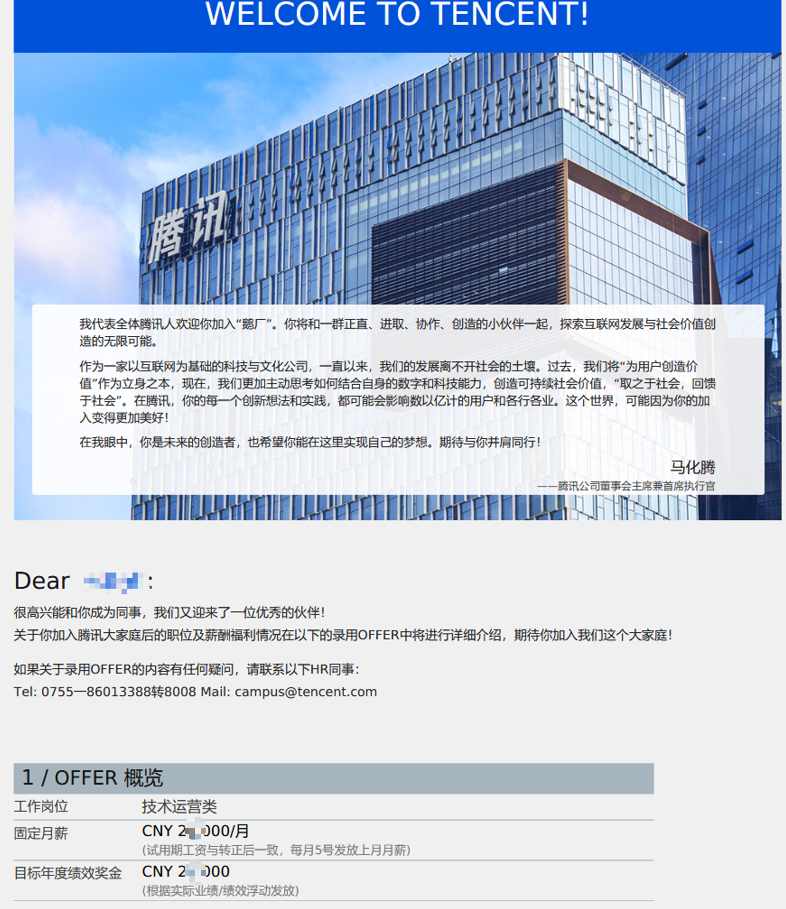 WELCOME TO TENCENT!
腾讯
我代表全体腾讯人欢迎你加入“鹅厂”。你将和一群正直、进取、协作、创造的小伙伴一起，探索互联网发展与社会价值创
造的无限可能。
作为一家以互联网为基础的科技与文化公司，一直以来，我们的发展离不开社会的土壤。过去，我们将“为用户创造价
值”作为立身之本，现在，我们更加主动思考如何结合自身的数字和科技能力，创造可持续社会价值，“取之于社会，回馈
于社会”。在腾讯，你的每一个创新想法和实践，都可能会影响数以亿计的用户和各行各业。这个世界，可能因为你的加
入变得更加美好！
在我眼中，你是未来的创造者，也希望你能在这里实现自己的梦想。期待与你并肩同行！
马化腾
——腾讯公司董事会主席兼首席执行官
Dear :
很高兴能和你成为同事，我们又迎来了一位优秀的伙伴！
关于你加入腾讯大家庭后的职位及薪酬福利情况在以下的录用OFFER中将进行详细介绍，期待你加入我们这个大家庭！
如果关于录用OFFER的内容有任何疑问，请联系以下HR同事：
Tel: 0755—86013388转8008 Mail: campus@tencent.com
1 / OFFER 概览
工作岗位 技术运营类
固定月薪 CNY 2 000/月
(试用期工资与转正后一致，每月5号发放上月月薪)
目标年度绩效奖金 CNY 2 000
(根据实际业绩/绩效浮动发放)